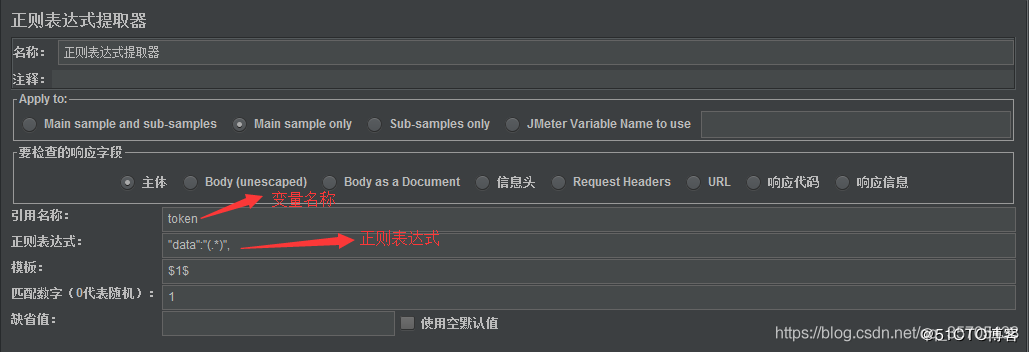 正则表达式提取器
名称： 正则表达式提取器
注释：
Apply to:
Main sample and sub-samples Main sample only Sub-samples only JMeter Variable Name to use
要检查的响应字段
主体 Body (unescaped) Body as a Document 信息头 Request Headers URL 响应代码 响应信息
变量名称
引用名称： token
正则表达式： "data":"(.*)", 正则表达式
模板： $1$
匹配数字（0代表随机）： 1
缺省值： 使用空默认值
https://blog.csdn.net/
@51CTO博客